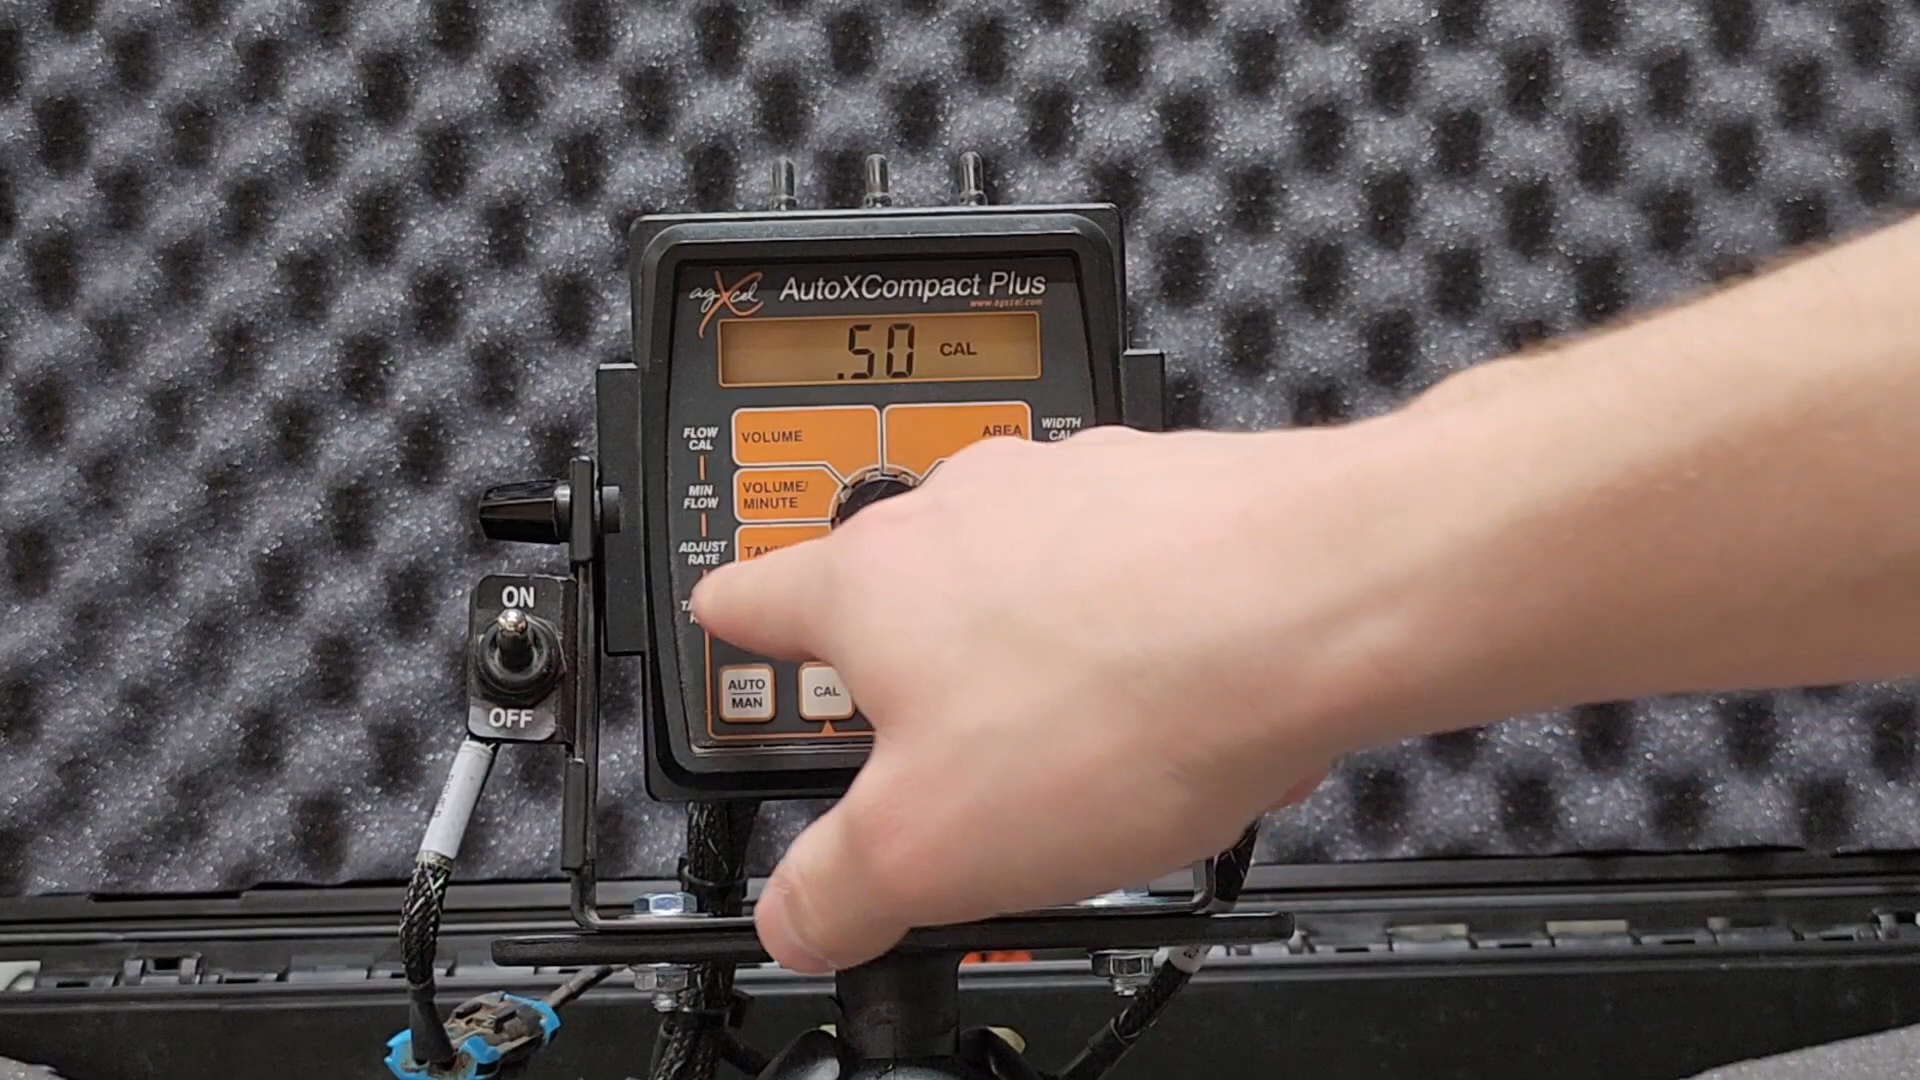 agXcel AutoXCompact Plus
www.agxcel.com
.50 CAL
VOLUME
AREA
FLOW
CAL
WIDTH
MIN
FLOW
VOLUME/
MINUTE
ADJUST
RATE
ON
OFF
AUTO
MAN
CAL